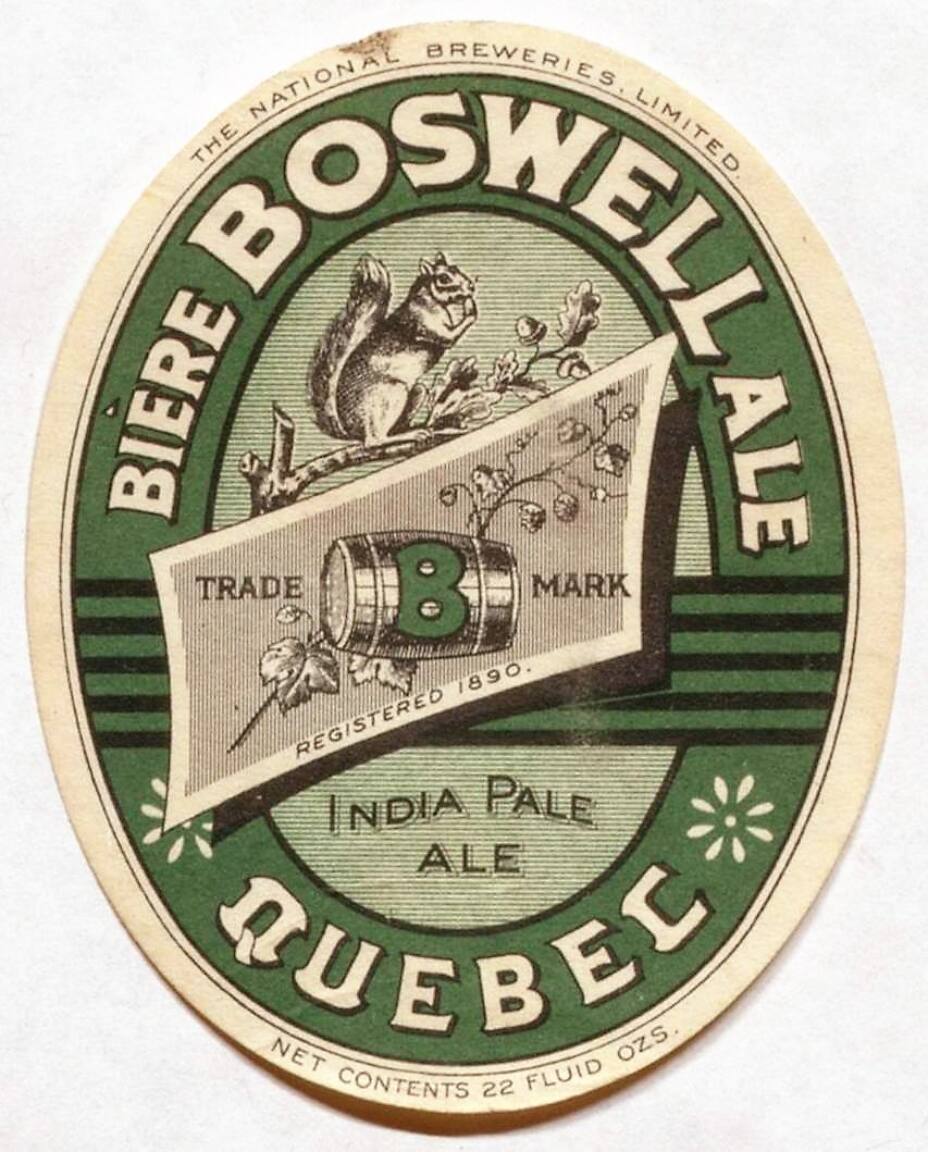 THE NATIONAL BREWERIES, LIMITED.
BIÈRE BOSWELL ALE
TRADE B MARK
REGISTERED 1890.
INDIA PALE
ALE
QUEBEC
NET CONTENTS 22 FLUID OZS.